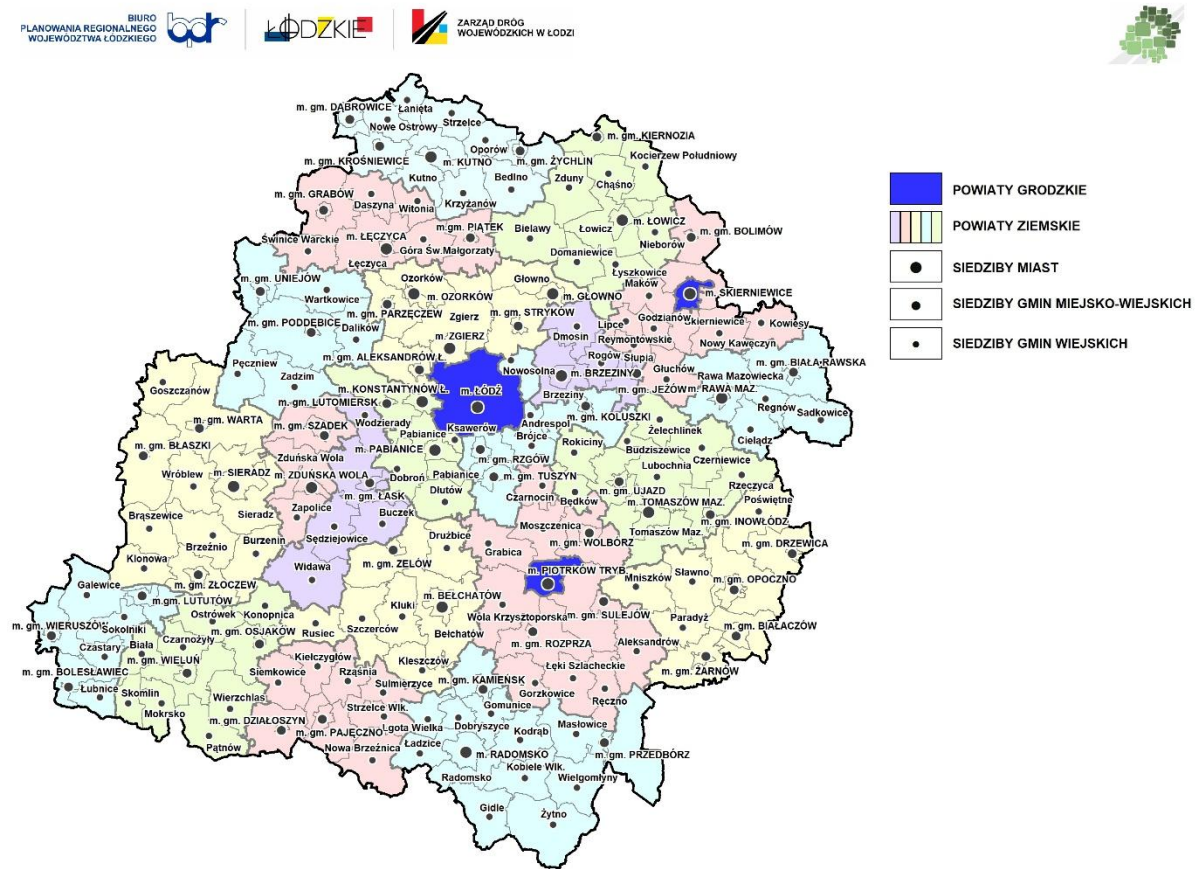 BIURO
PLANOWANIA REGIONALNEGO
WOJEWÓDZTWA ŁÓDZKIEGO
bpr
ŁÓDZKIE
ZARZĄD DRÓG
WOJEWÓDZKICH W ŁODZI
m. gm. DĄBROWICE
Łanięta
Nowe Ostrowy
Strzelce
Oporów
m. gm. KROŚNIEWICE
m. KUTNO
m. gm. ŻYCHLIN
Kutno
Bedlno
Krzyżanów
m. gm. KIERNOZIA
Kocierzew Południowy
Zduny
Chąśno
m. gm. GRABÓW
Daszyna
Witonia
m. ŁĘCZYCA
m.gm. PIĄTEK
Świnice Warckie
Góra Św.Małgorzaty
Łęczyca
Bielawy
Łowicz
m. ŁOWICZ
Nieborów
m. gm. BOLIMÓW
Domaniewice
Łyszkowice
Maków
m. SKIERNIEWICE
m. gm. UNIEJÓW
Wartkowice
Ozorków
m. OZORKÓW
Głowno
m. GŁOWNO
m. gm. PARZĘCZEW
Zgierz
m. gm. STRYKÓW
m. gm. PODDĘBICE
Dalików
m. ZGIERZ
Dmosin
Lipce
Reymontowskie
Godzianów
Skierniewice
Kowiesy
Nowy Kawęczyn
Pęczniew
Zadzim
m. gm. ALEKSANDRÓW Ł.
Nowosolna
Rogów
Słupia
Głuchów
m. BRZEZINY
m. gm. JEŻÓW
Brzeziny
Rawa Mazowiecka
m. gm. BIAŁA RAWSKA
m. RAWA MAZ.
Regnów
Sadkowice
Cielądz
Goszczanów
m. KONSTANTYNÓW Ł.
m. ŁÓDŹ
m. gm. LUTOMIERSK
Wodzierady
Ksawerów
Andrespol
m. gm. KOLUSZKI
Żelechlinek
m. gm. WARTA
m. gm. SZADEK
Pabianice
m. PABIANICE
Brójce
Rokiciny
Budziszewice
Czerniewice
m. gm. BŁASZKI
Zduńska Wola
m. gm. RZGÓW
Lubochnia
Rzeczyca
Wróblew
m. SIERADZ
m. ZDUŃSKA WOLA
Dobroń
Pabianice
m. gm. TUSZYN
m. gm. UJAZD
Poświętne
Sieradz
Zapolice
m. gm. ŁASK
Dłutów
Czarnocin
Będków
m. TOMASZÓW MAZ.
m. gm. INOWŁÓDZ
Brąszewice
Buczek
Moszczenica
Tomaszów Maz.
m. gm. DRZEWICA
Brzeźnio
Burzenin
Sędziejowice
Drużbice
Grabica
m. gm. WOLBÓRZ
Klonowa
Widawa
m. gm. ZELÓW
m. PIOTRKÓW TRYB.
Mniszków
Sławno
m. gm. OPOCZNO
Galewice
m. gm. ZŁOCZEW
m. gm. LUTUTÓW
m. BEŁCHATÓW
Ostrówek
Konopnica
Kluki
Wola Krzysztoporska
m. gm. SULEJÓW
Paradyż
m. gm. BIAŁACZÓW
m. gm. WIERUSZÓW
Sokolniki
Czarnożyły
m. gm. OSJAKÓW
Rusiec
Szczerców
Bełchatów
m. gm. ROZPRZA
Aleksandrów
Czastary
Biała
m. gm. WIELUŃ
Kiełczygłów
Kleszczów
Łęki Szlacheckie
m. gm. ŻARNÓW
m. gm. BOLESŁAWIEC
Siemkowice
Rząśnia
Sulmierzyce
m. gm. KAMIEŃSK
Gorzkowice
Ręczno
Łubnice
Skomlin
Wierzchlas
Strzelce Wlk.
Gomunice
Mokrsko
m. gm. DZIAŁOSZYN
m. gm. PAJĘCZNO
Lgota Wielka
Dobryszyce
Kodrąb
Masłowice
Pątnów
Nowa Brzeźnica
Ładzice
m. RADOMSKO
m. gm. PRZEDBÓRZ
Radomsko
Kobiele Wlk.
Wielgomłyny
Gidle
Żytno
POWIATY GRODZKIE
POWIATY ZIEMSKIE
SIEDZIBY MIAST
SIEDZIBY GMIN MIEJSKO-WIEJSKICH
SIEDZIBY GMIN WIEJSKICH